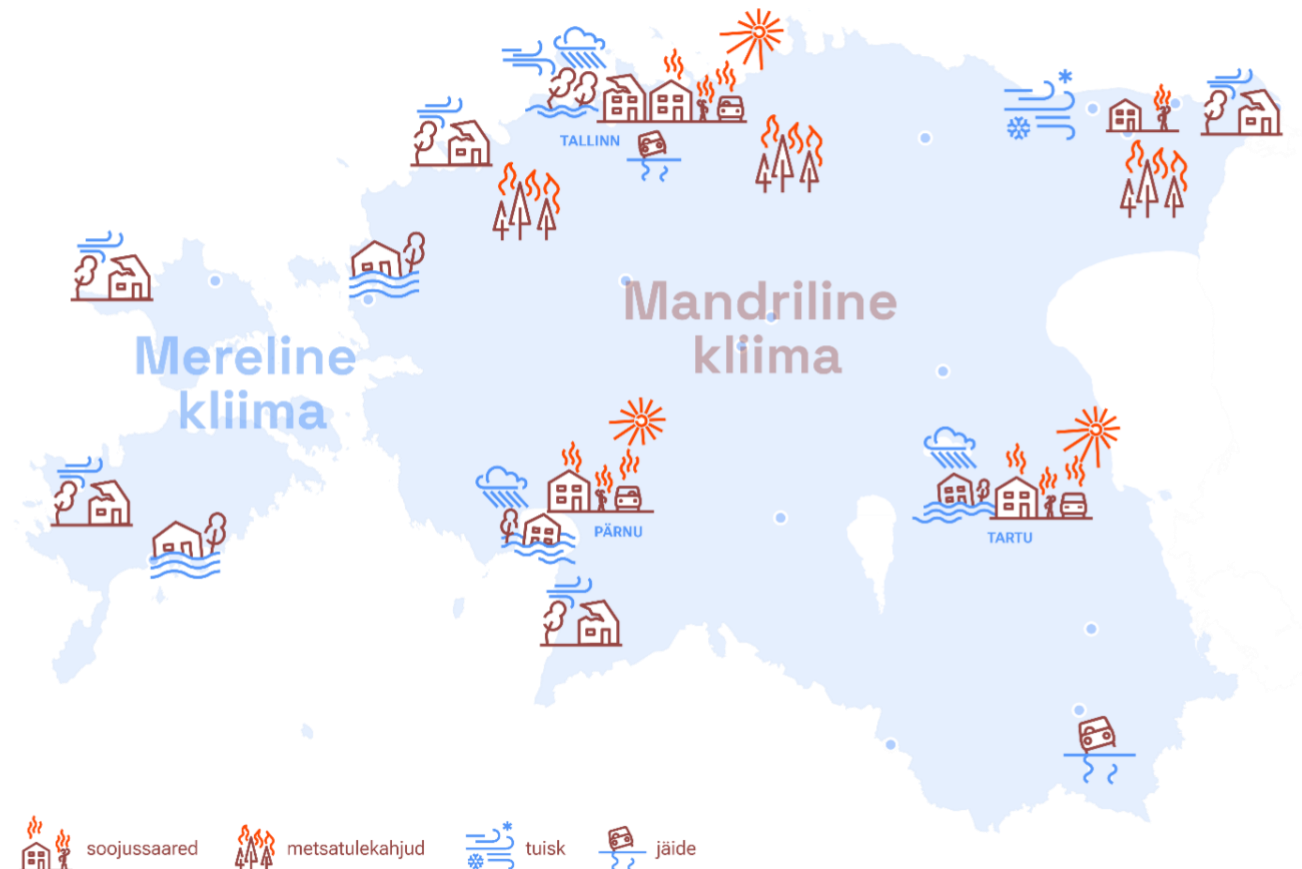 TALLINN
Mandriline
kliima
Mereline
kliima
PÄRNU
TARTU
soojussaared
metsatulekahjud
tuisk
jäide